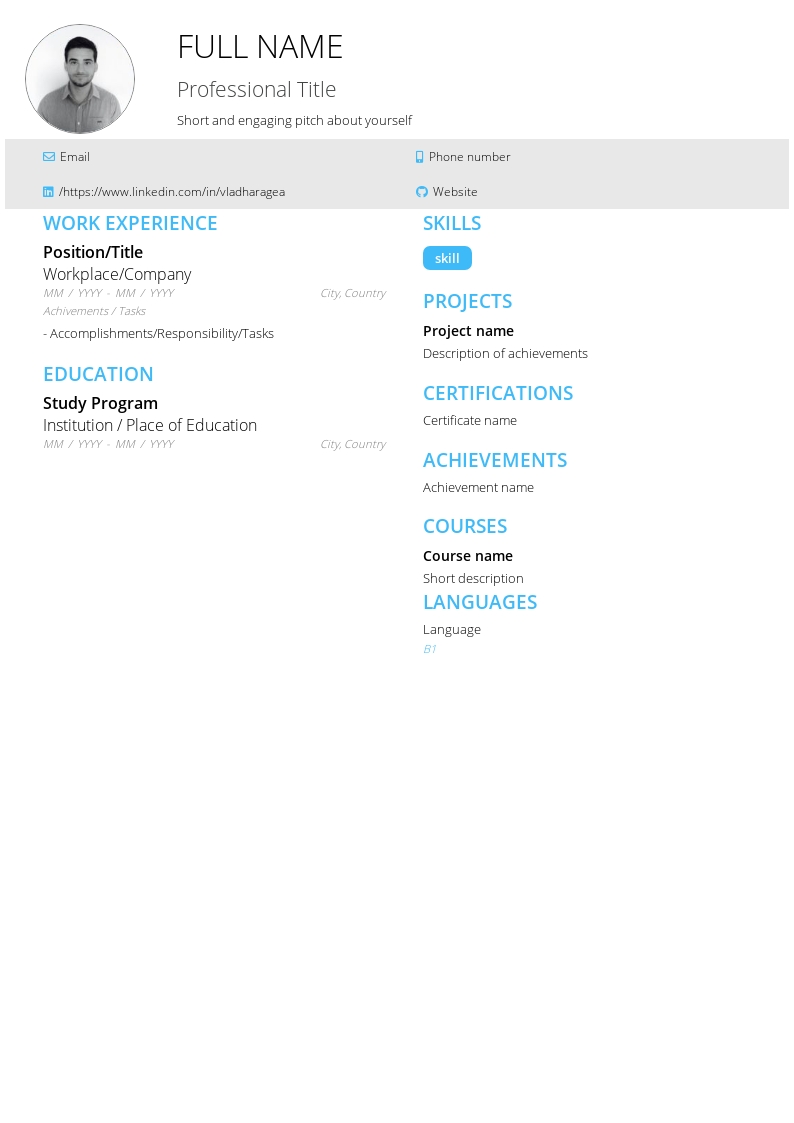 FULL NAME
Professional Title
Short and engaging pitch about yourself
Email
Phone number
/https://www.linkedin.com/in/vladharagea
Website
WORK EXPERIENCE
Position/Title
Workplace/Company
MM / YYYY - MM / YYYY City, Country
Achivements / Tasks
- Accomplishments/Responsibility/Tasks
EDUCATION
Study Program
Institution / Place of Education
MM / YYYY - MM / YYYY City, Country
SKILLS
skill
PROJECTS
Project name
Description of achievements
CERTIFICATIONS
Certificate name
ACHIEVEMENTS
Achievement name
COURSES
Course name
Short description
LANGUAGES
Language
B1